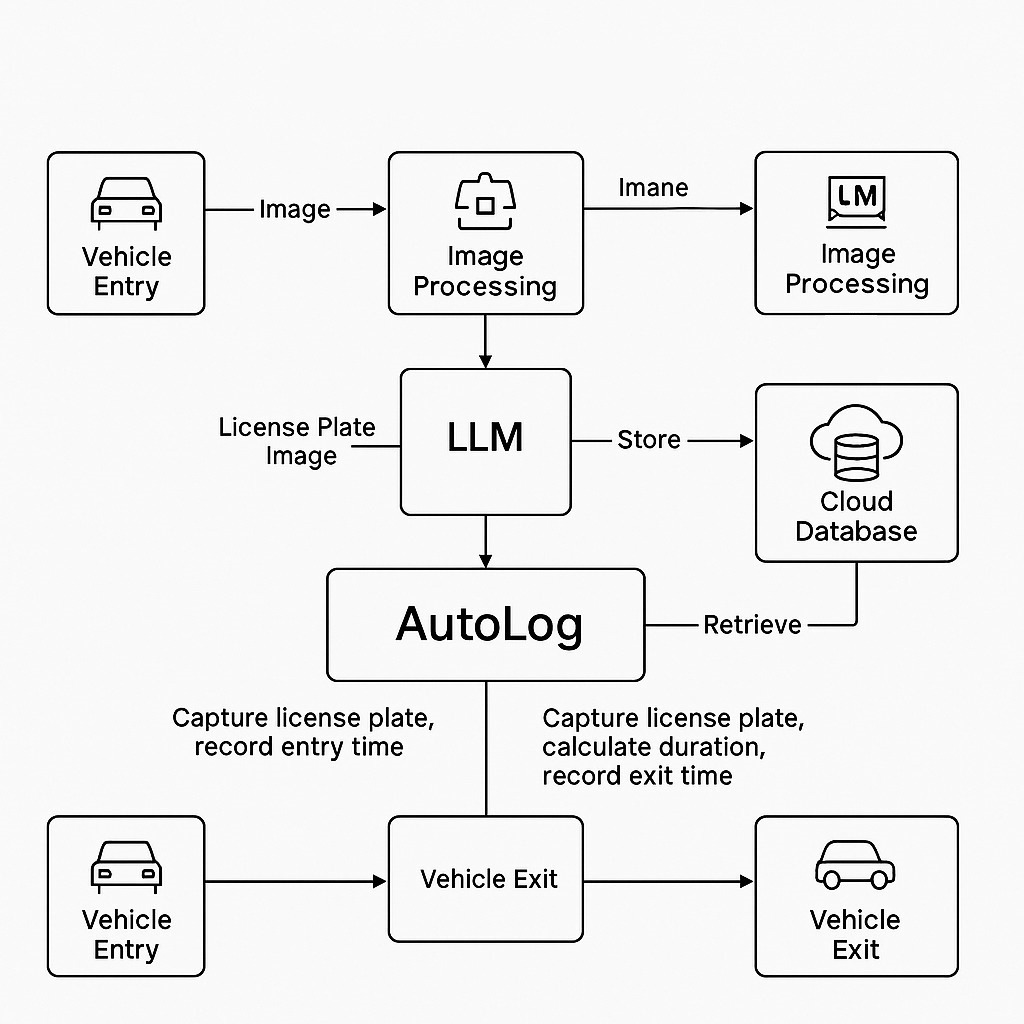 Vehicle
Entry
Image
Image
Processing
Imane
LM
Image
Processing
License Plate
Image
LLM
Store
Cloud
Database
AutoLog
Retrieve
Capture license plate,
record entry time
Capture license plate,
calculate duration,
record exit time
Vehicle
Entry
Vehicle Exit
Vehicle
Exit